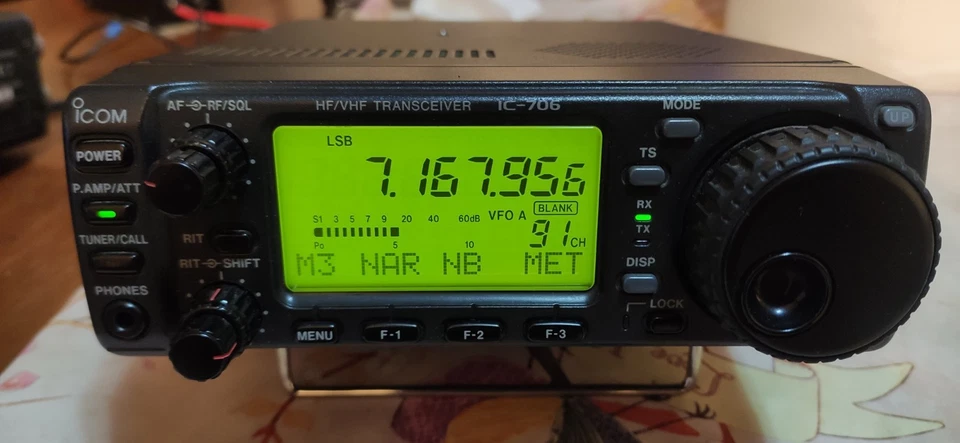 ICOM
AF RF/SQL
HF/VHF TRANSCEIVER IC-706
MODE
UP
POWER
LSB
7.167.956
TS
P.AMP/ATT
S1 3 5 7 9 20 40 60dB
VFO A BLANK
RX
TX
Po 5 10
91 CH
TUNER/CALL
RIT
M3 NAR NB MET
RIT SHIFT
DISP
PHONES
LOCK
MENU F-1 F-2 F-3